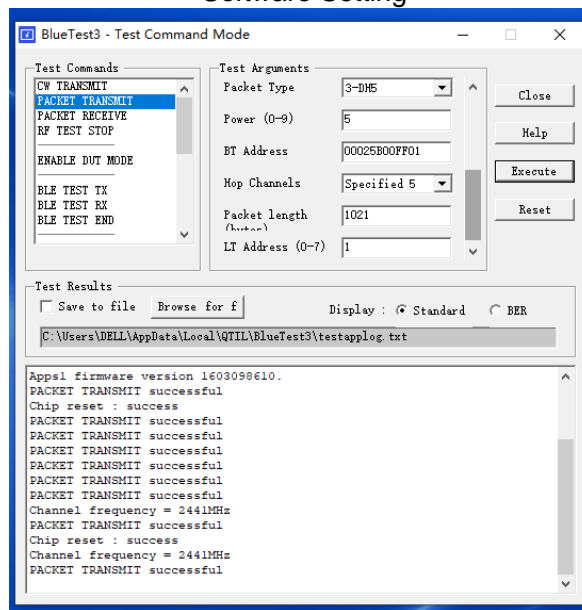 Software Setting
BlueTest3 - Test Command Mode
Test Commands
CW TRANSMIT
PACKET TRANSMIT
PACKET RECEIVE
RF TEST STOP
ENABLE DUT MODE
BLE TEST TX
BLE TEST RX
BLE TEST END
Test Arguments
Packet Type 3-DH5
Power (0-9) 5
BT Address 00025B00FF01
Hop Channels Specified 5
Packet length 1021
(bytes)
LT Address (0-7) 1
Close
Help
Execute
Reset
Test Results
Save to file Browse for f Display : Standard BER
C:\Users\DELL\AppData\Local\QTIL\BlueTest3\testapplog.txt
Apps1 firmware version 1603098610.
PACKET TRANSMIT successful
Chip reset : success
PACKET TRANSMIT successful
PACKET TRANSMIT successful
PACKET TRANSMIT successful
PACKET TRANSMIT successful
PACKET TRANSMIT successful
PACKET TRANSMIT successful
Channel frequency = 2441MHz
PACKET TRANSMIT successful
Chip reset : success
Channel frequency = 2441MHz
PACKET TRANSMIT successful